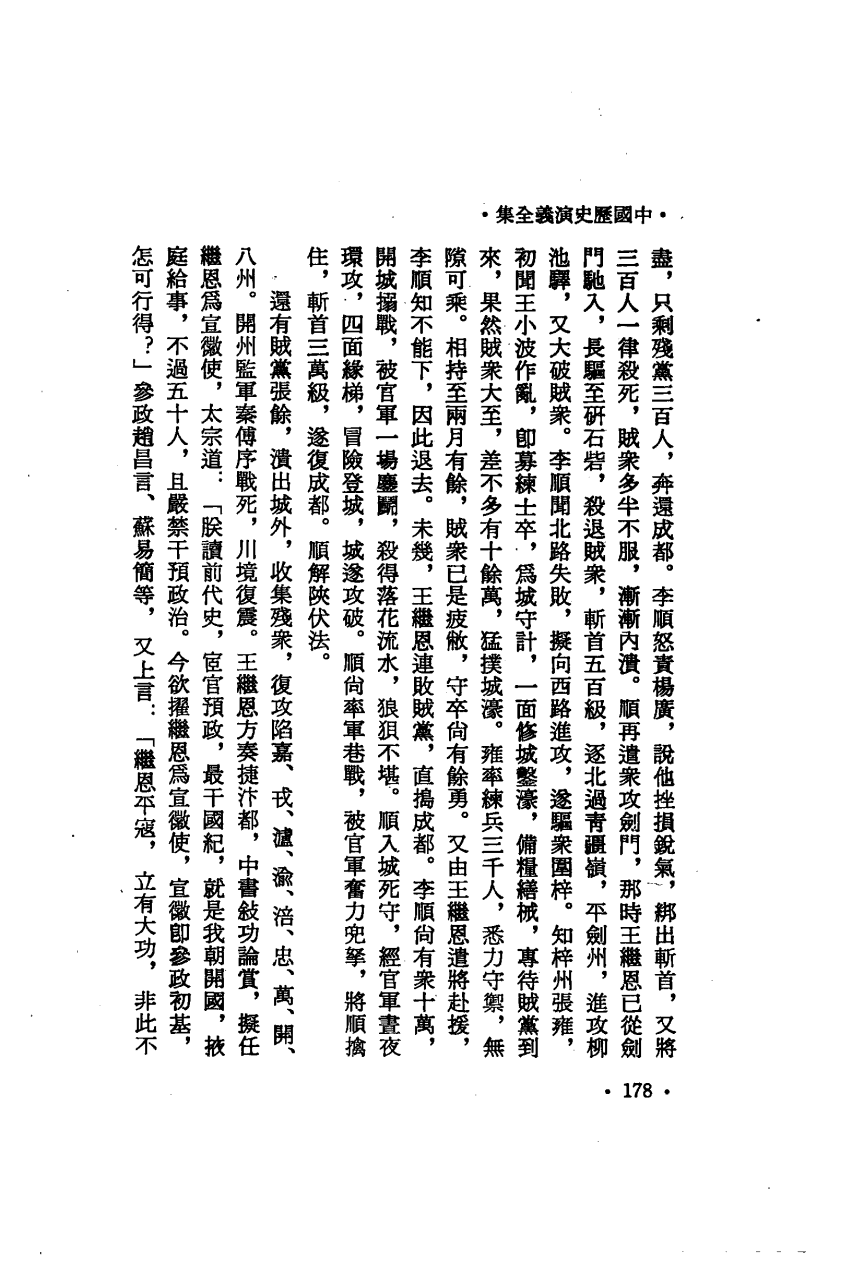 •中國歷史演義全集•
盡，只剩殘黨三百人，奔還成都。李順怒責楊廣，說他挫損銳氣，綁出斬首，又將
三百人一律殺死，賊衆多半不服，漸漸內潰。順再遣衆攻劍門，那時王繼恩已從劍
門馳入，長驅至研石砦，殺退賊衆，斬首五百級，逐北過靑疆嶺，平劍州，進攻柳
池驛，又大破賊衆。李順聞北路失敗，擬向西路進攻，遂驅衆圍梓。知梓州張雍，
初聞王小波作亂，卽募練士卒，爲城守計，一面修城鑿濠，備糧繕械，專待賊黨到
來，果然賊衆大至，差不多有十餘萬，猛撲城濠。雍率練兵三千人，悉力守禦，無
隙可乘。相持至兩月有餘，賊衆已是疲敝，守卒尙有餘勇。又由王繼恩遣將赴援，
李順知不能下，因此退去。未幾，王繼恩連敗賊黨，直搗成都。李順尙有衆十萬，
開城搦戰，被官軍一場鏖鬭，殺得落花流水，狼狽不堪。順入城死守，經官軍晝夜
環攻，四面緣梯，冒險登城，城遂攻破。順尙率軍巷戰，被官軍奮力兜拏，將順擒
住，斬首三萬級，遂復成都。順解陝伏法。
還有賊黨張餘，潰出城外，收集殘衆，復攻陷嘉、戎、瀘、渝、涪、忠、萬、開、
八州。開州監軍秦傅序戰死，川境復震。王繼恩方奏捷汴都，中書敍功論賞，擬任
繼恩爲宣徽使，太宗道：「朕讀前代史，宦官預政，最干國紀，就是我朝開國，掖
庭給事，不過五十人，且嚴禁干預政治。今欲擢繼恩爲宣徽使，宣徽卽參政初基，
怎可行得？」參政趙昌言、蘇易簡等，又上言：「繼恩平寇，立有大功，非此不
•178•